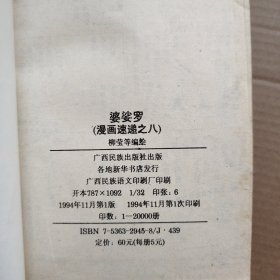 婆娑罗
(漫画速递之八)
柳莹等编绘
广西民族出版社出版
各地新华书店发行
广西民族语文印刷厂印刷
开本787×1092 1/32 印张:6
1994年11月第1版 1994年11月第1次印刷
印数:1—20000册
ISBN 7-5363-2945-8/J·439
定价:60元(每册5元)